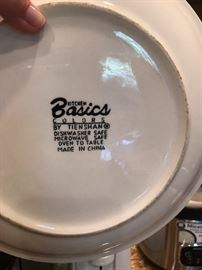 KITCHEN
Basics
COLORS
BY TIENSHAN®
DISHWASHER SAFE
MICROWAVE SAFE
OVEN TO TABLE
MADE IN CHINA